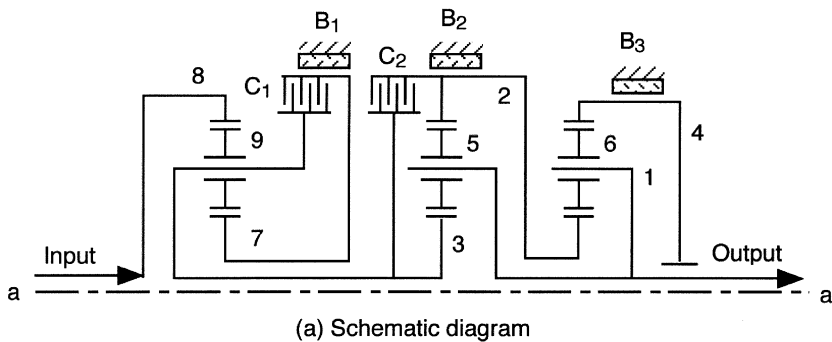 B1
B2
B3
C1
C2
8
2
9
5
6
4
1
7
3
Input
Output
a
a
(a) Schematic diagram